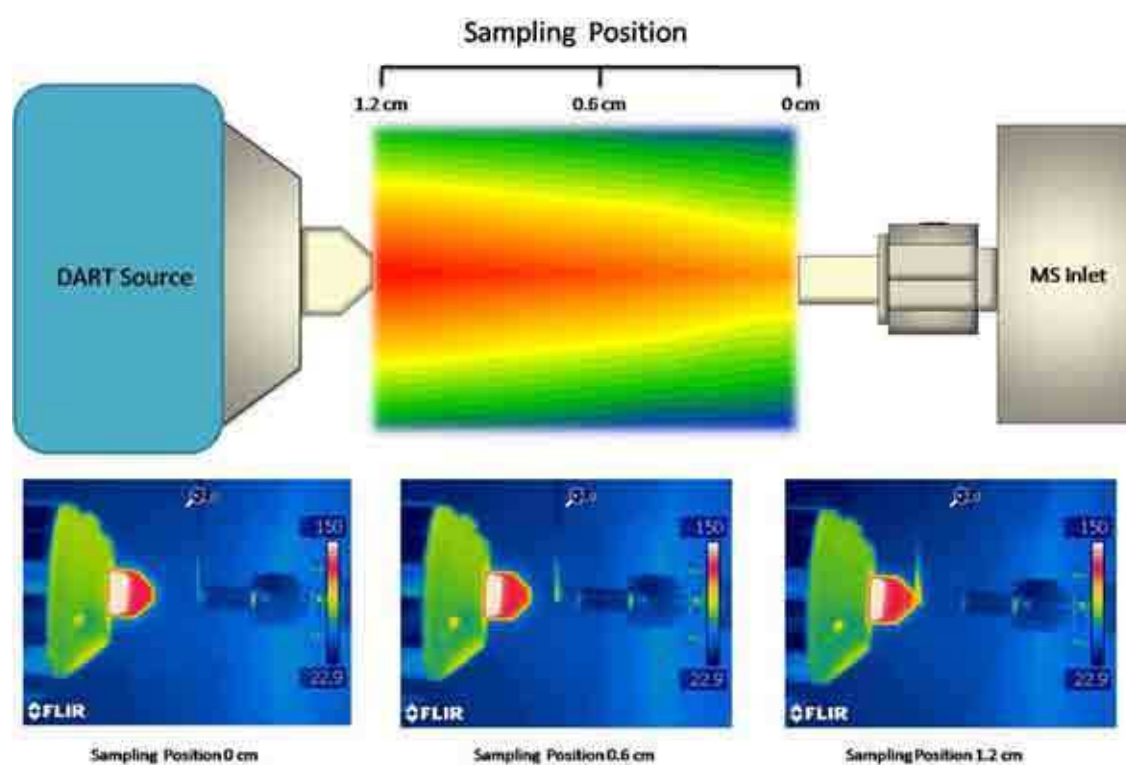 Sampling Position
1.2 cm
0.6 cm
0 cm
DART Source
MS Inlet
150
22.9
FLIR
150
22.9
FLIR
150
22.9
FLIR
Sampling Position 0 cm
Sampling Position 0.6 cm
Sampling Position 1.2 cm